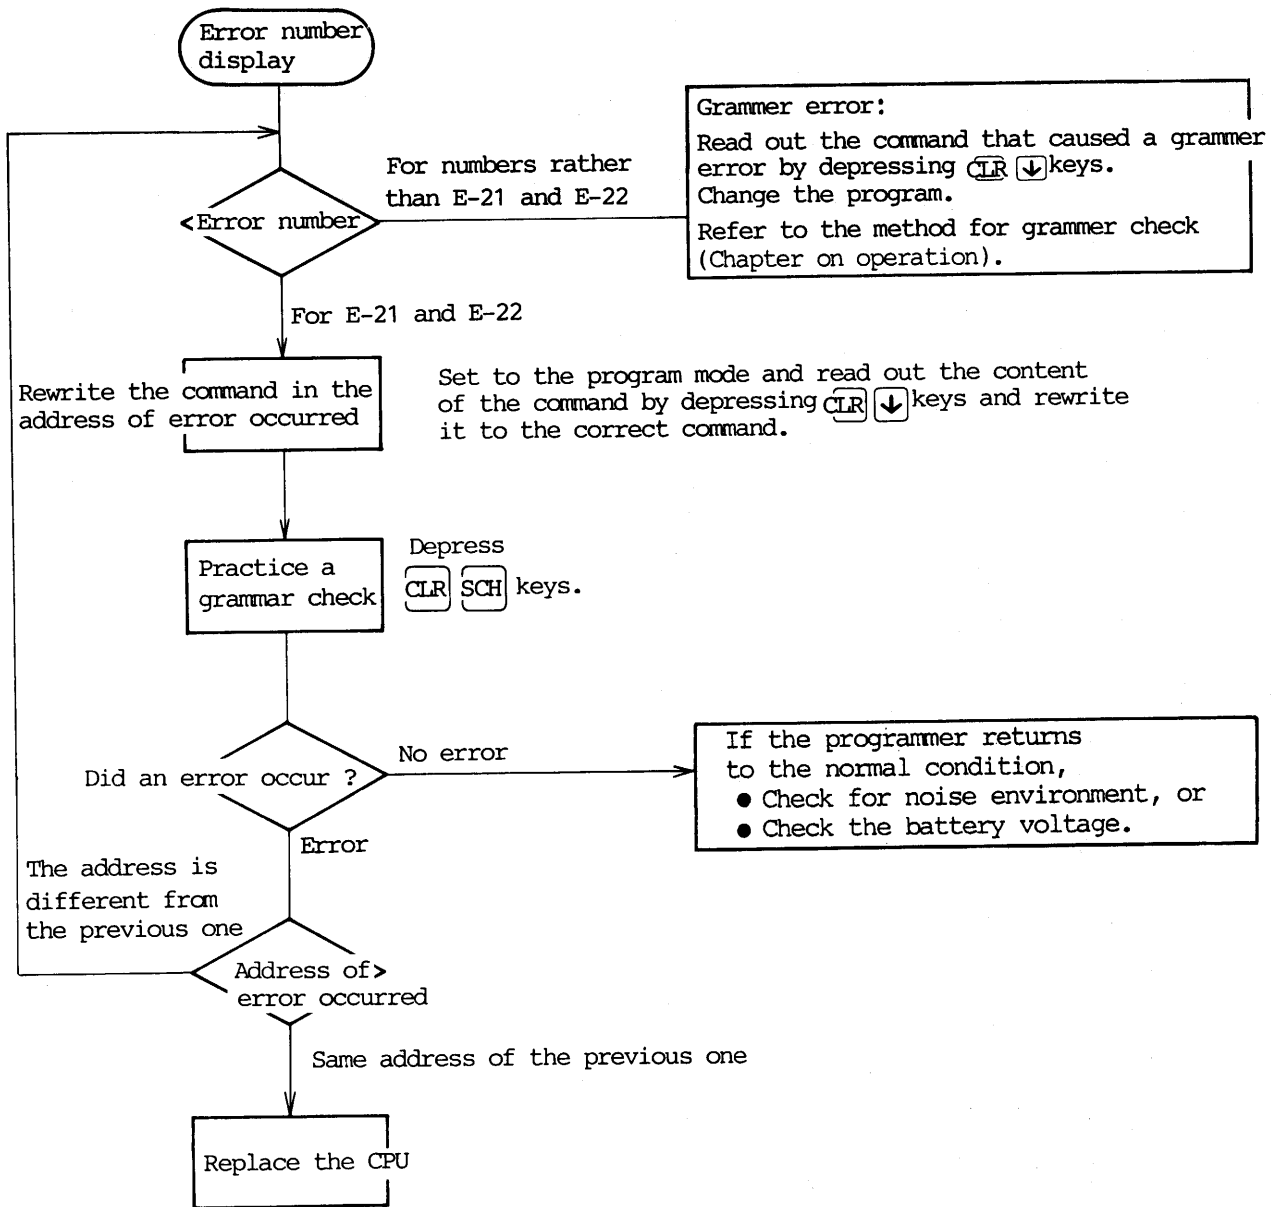 Error number
display
Grammer error:
Read out the command that caused a grammer
error by depressing CLR ↓ keys.
Change the program.
Refer to the method for grammer check
(Chapter on operation).
For numbers rather
than E-21 and E-22
<Error number
For E-21 and E-22
Rewrite the command in the
address of error occurred
Set to the program mode and read out the content
of the command by depressing CLR ↓ keys and rewrite
it to the correct command.
Practice a
grammar check
Depress
CLR SCH keys.
Did an error occur ?
No error
If the programmer returns
to the normal condition,
● Check for noise environment, or
● Check the battery voltage.
Error
The address is
different from
the previous one
Address of>
error occurred
Same address of the previous one
Replace the CPU